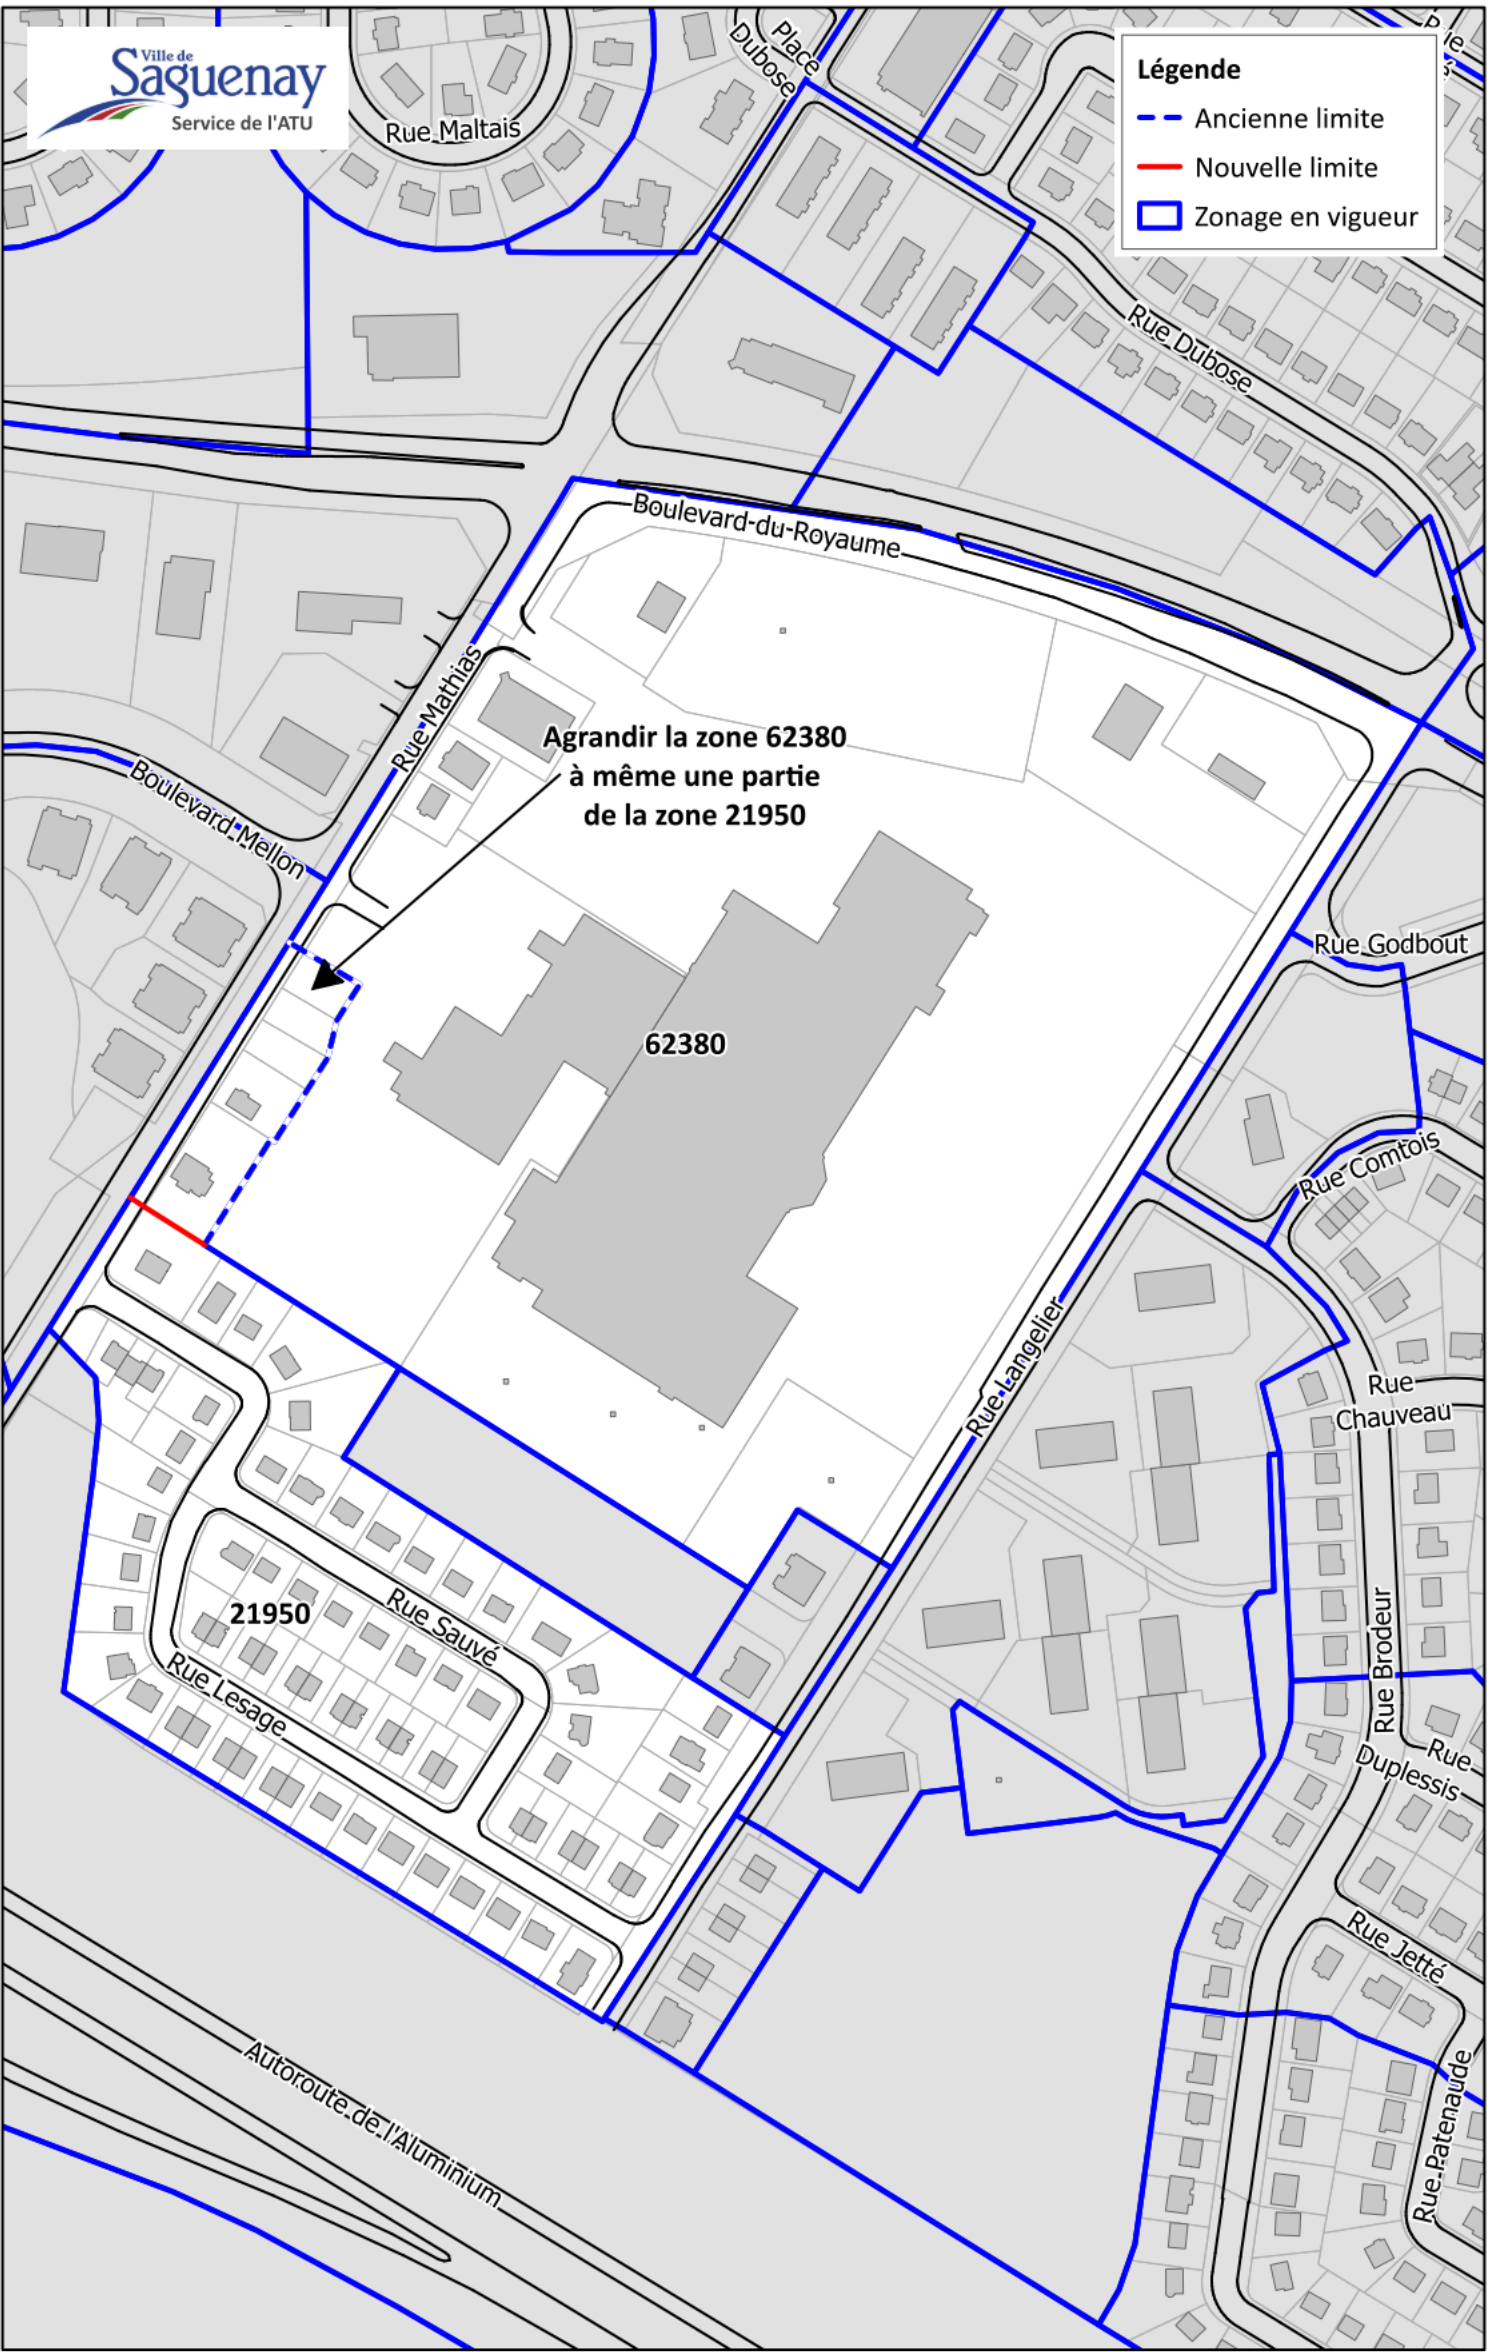 Ville de
Saguenay
Service de l'ATU
Rue Maltais
Place
Dubose
Légende
Ancienne limite
Nouvelle limite
Zonage en vigueur
Rue Dubose
Boulevard-du-Royaume
Rue Mathias
Boulevard Mellon
Agrandir la zone 62380
à même une partie
de la zone 21950
Rue Godbout
62380
Rue Comtois
Rue Langelier
Rue
Chauveau
21950
Rue Sauvé
Rue Lesage
Rue Brodeur
Rue
Duplessis
Rue Jetté
Rue Patenaude
Autoroute de l'Aluminium